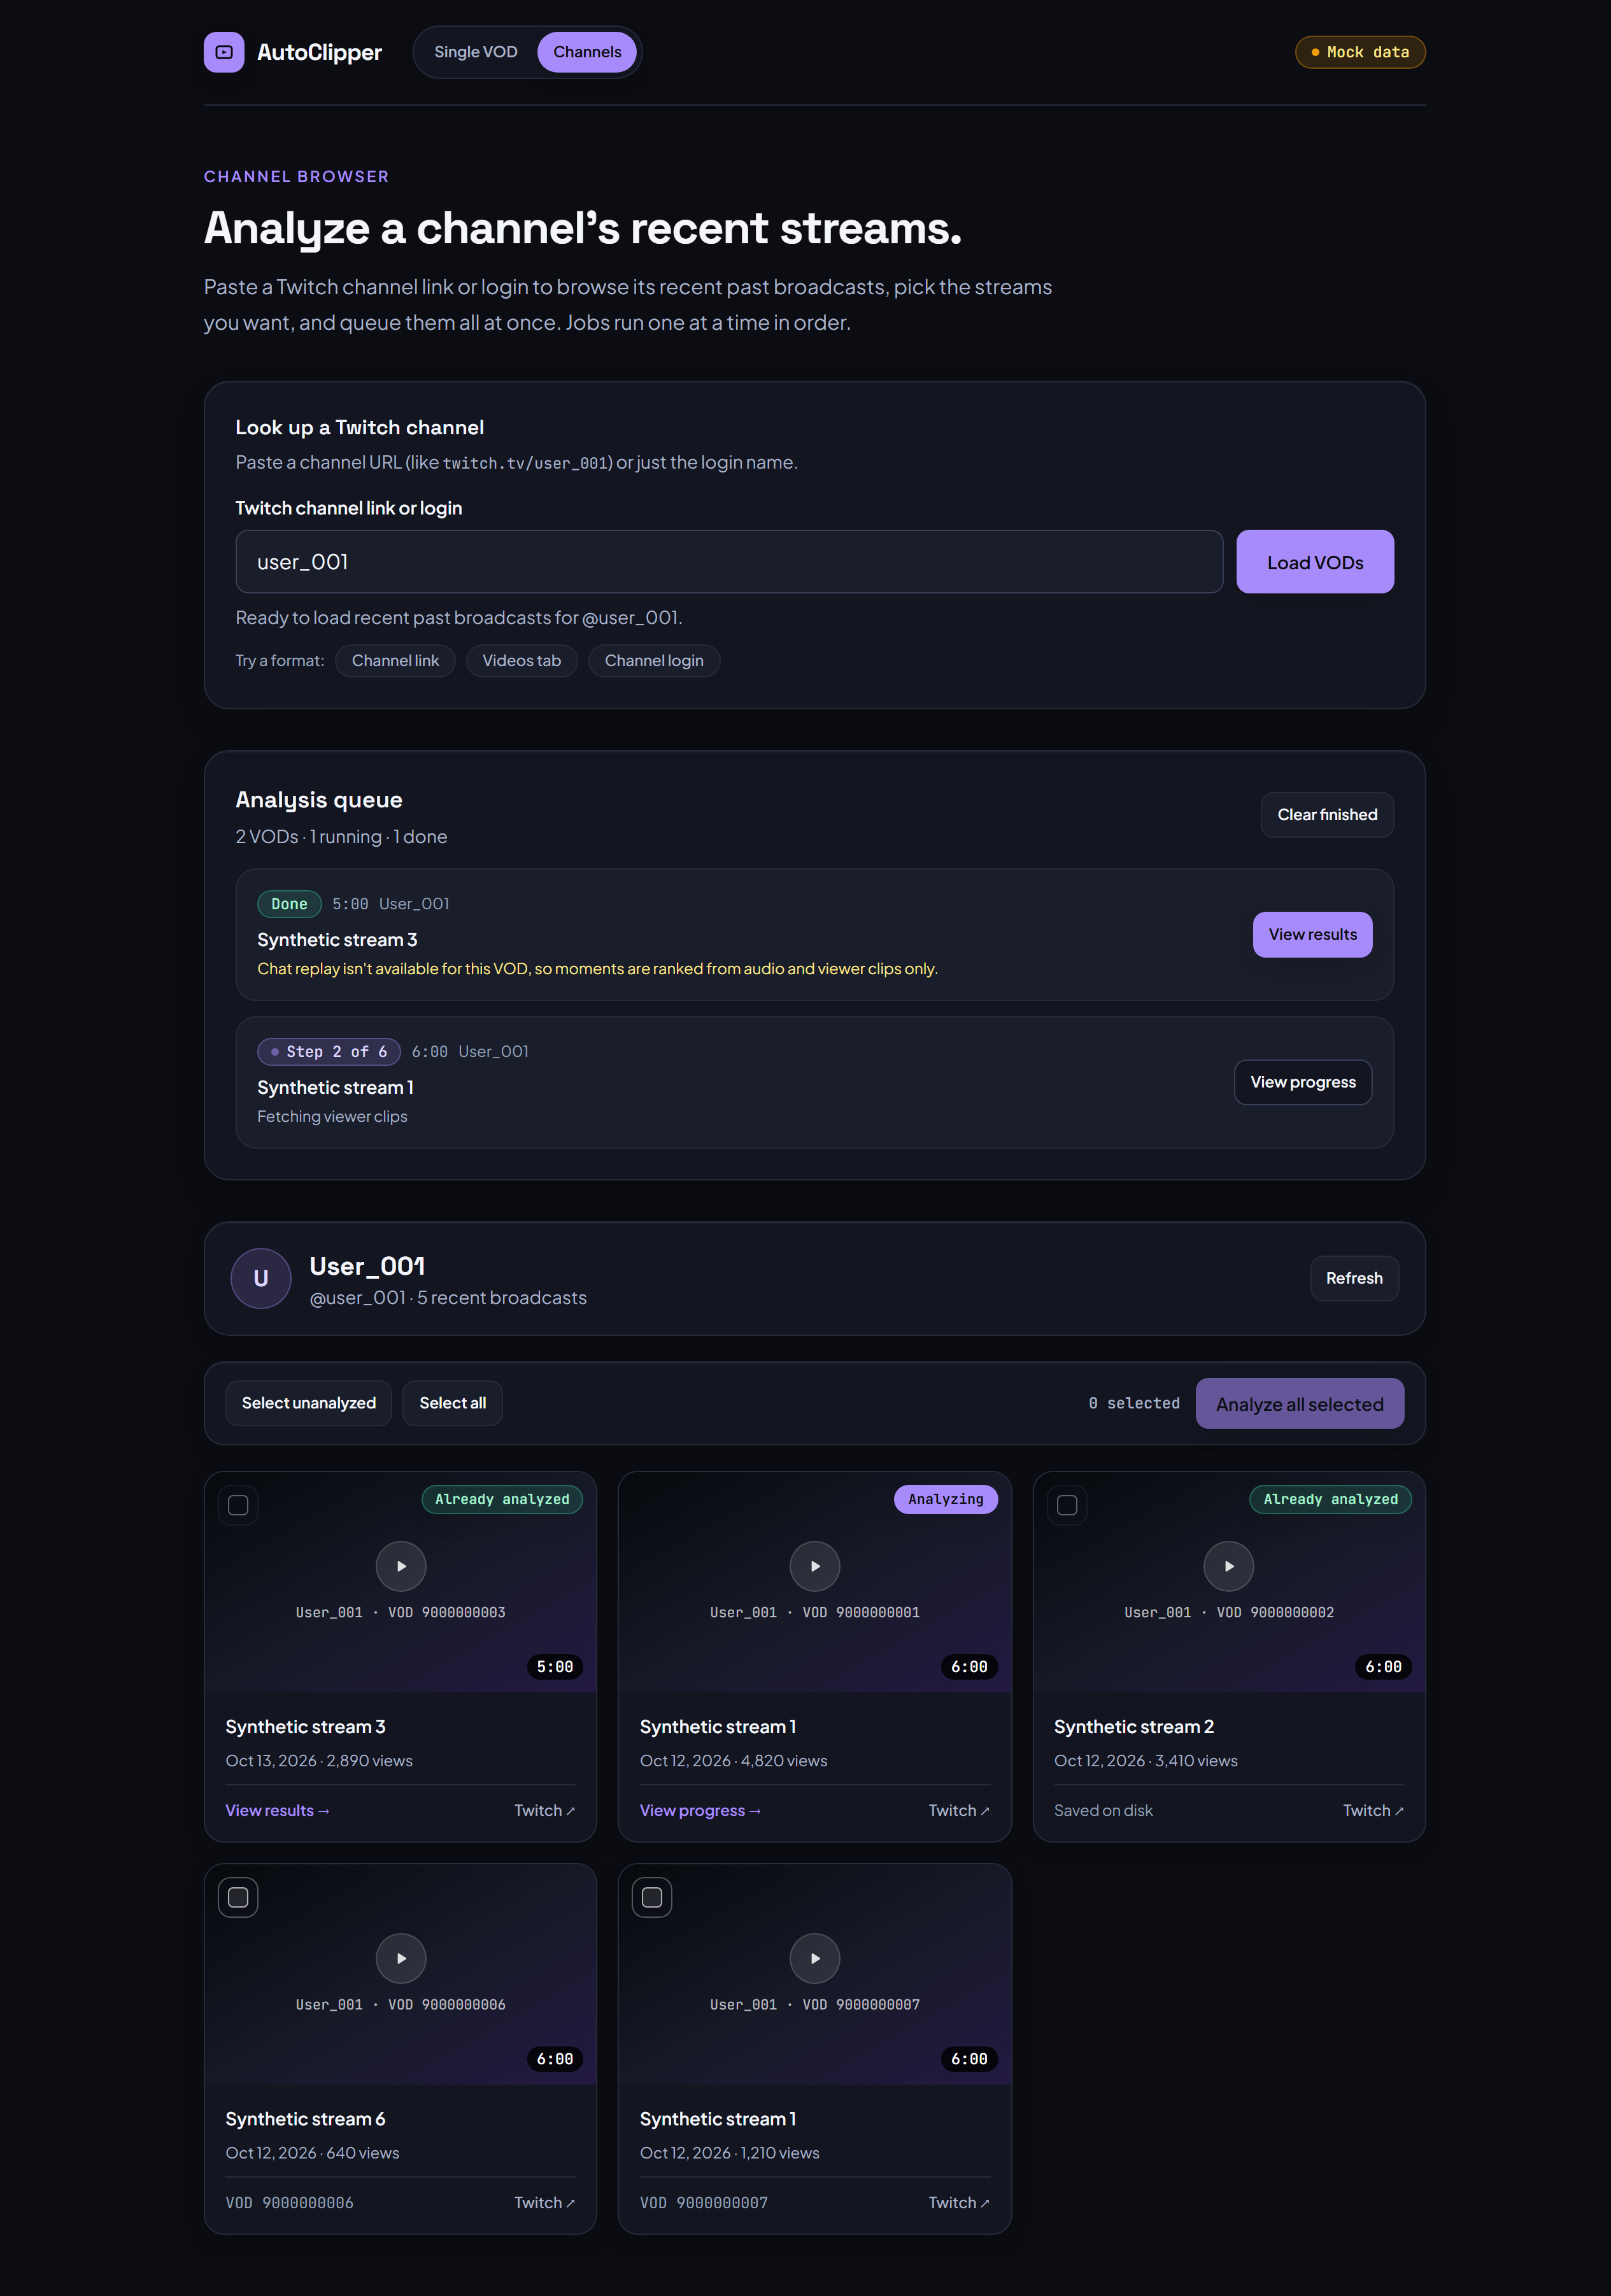 AutoClipper
Single VOD
Channels
Mock data
CHANNEL BROWSER
Analyze a channel’s recent streams.
Paste a Twitch channel link or login to browse its recent past broadcasts, pick the streams
you want, and queue them all at once. Jobs run one at a time in order.
Look up a Twitch channel
Paste a channel URL (like twitch.tv/user_001) or just the login name.
Twitch channel link or login
user_001
Load VODs
Ready to load recent past broadcasts for @user_001.
Try a format:
Channel link
Videos tab
Channel login
Analysis queue
2 VODs · 1 running · 1 done
Clear finished
Done 5:00 User_001
Synthetic stream 3
Chat replay isn't available for this VOD, so moments are ranked from audio and viewer clips only.
View results
Step 2 of 6 6:00 User_001
Synthetic stream 1
Fetching viewer clips
View progress
U
User_001
@user_001 · 5 recent broadcasts
Refresh
Select unanalyzed
Select all
0 selected
Analyze all selected
Already analyzed
User_001 · VOD 9000000003
5:00
Synthetic stream 3
Oct 13, 2026 · 2,890 views
View results →
Twitch ↗
Analyzing
User_001 · VOD 9000000001
6:00
Synthetic stream 1
Oct 12, 2026 · 4,820 views
View progress →
Twitch ↗
Already analyzed
User_001 · VOD 9000000002
6:00
Synthetic stream 2
Oct 12, 2026 · 3,410 views
Saved on disk
Twitch ↗
User_001 · VOD 9000000006
6:00
Synthetic stream 6
Oct 12, 2026 · 640 views
VOD 9000000006
Twitch ↗
User_001 · VOD 9000000007
6:00
Synthetic stream 1
Oct 12, 2026 · 1,210 views
VOD 9000000007
Twitch ↗